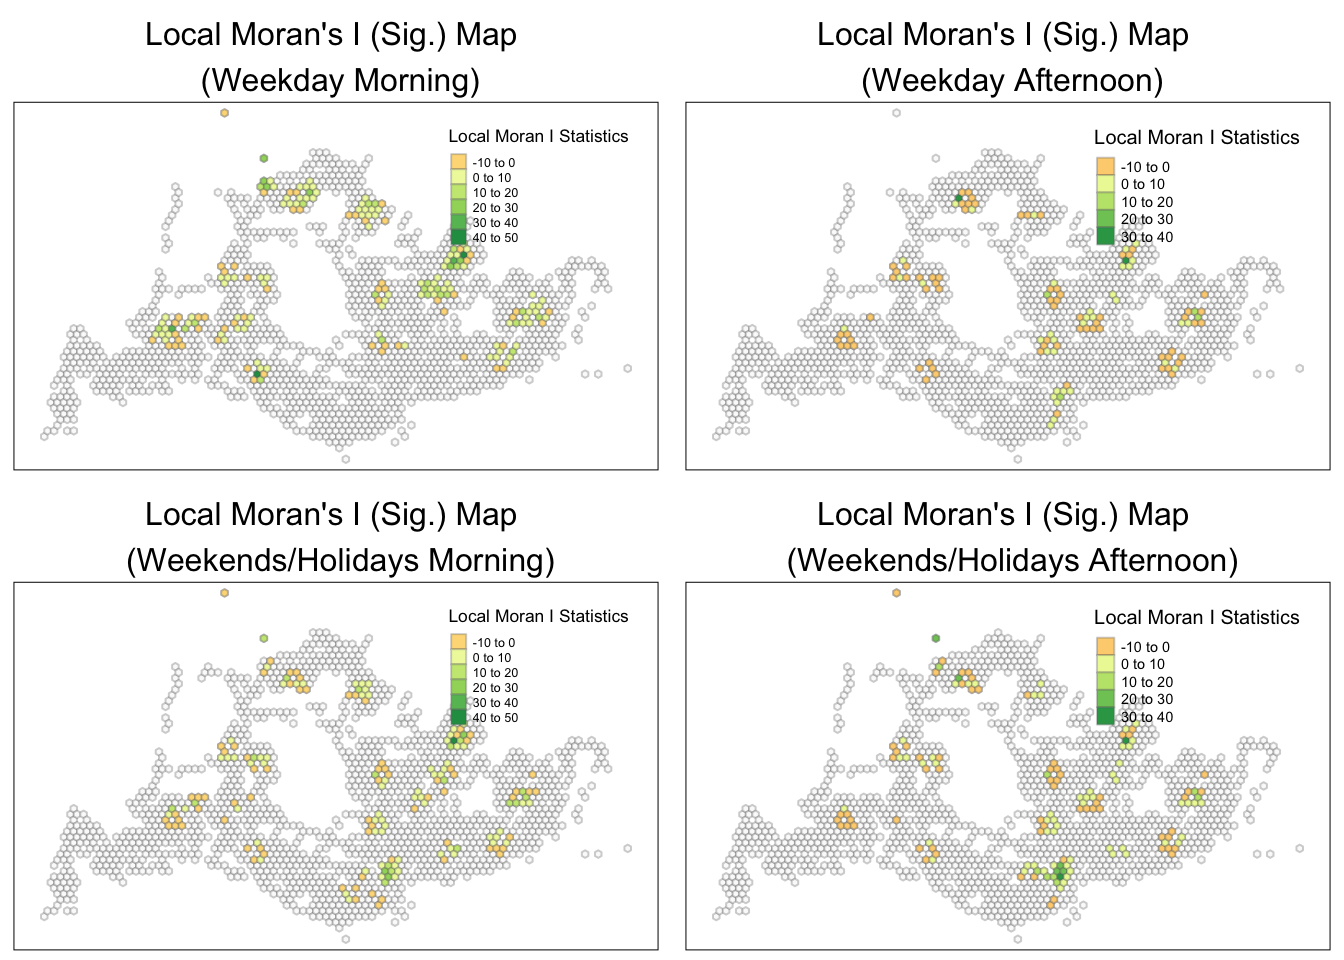 Local Moran's I (Sig.) Map
(Weekday Morning)
Local Moran I Statistics
-10 to 0
0 to 10
10 to 20
20 to 30
30 to 40
40 to 50
Local Moran's I (Sig.) Map
(Weekday Afternoon)
Local Moran I Statistics
-10 to 0
0 to 10
10 to 20
20 to 30
30 to 40
Local Moran's I (Sig.) Map
(Weekends/Holidays Morning)
Local Moran I Statistics
-10 to 0
0 to 10
10 to 20
20 to 30
30 to 40
40 to 50
Local Moran's I (Sig.) Map
(Weekends/Holidays Afternoon)
Local Moran I Statistics
-10 to 0
0 to 10
10 to 20
20 to 30
30 to 40